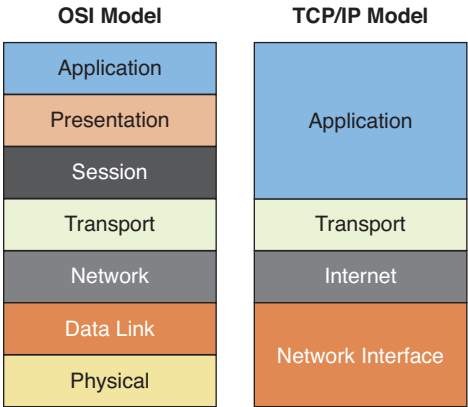 OSI Model
Application
Presentation
Session
Transport
Network
Data Link
Physical
TCP/IP Model
Application
Transport
Internet
Network Interface